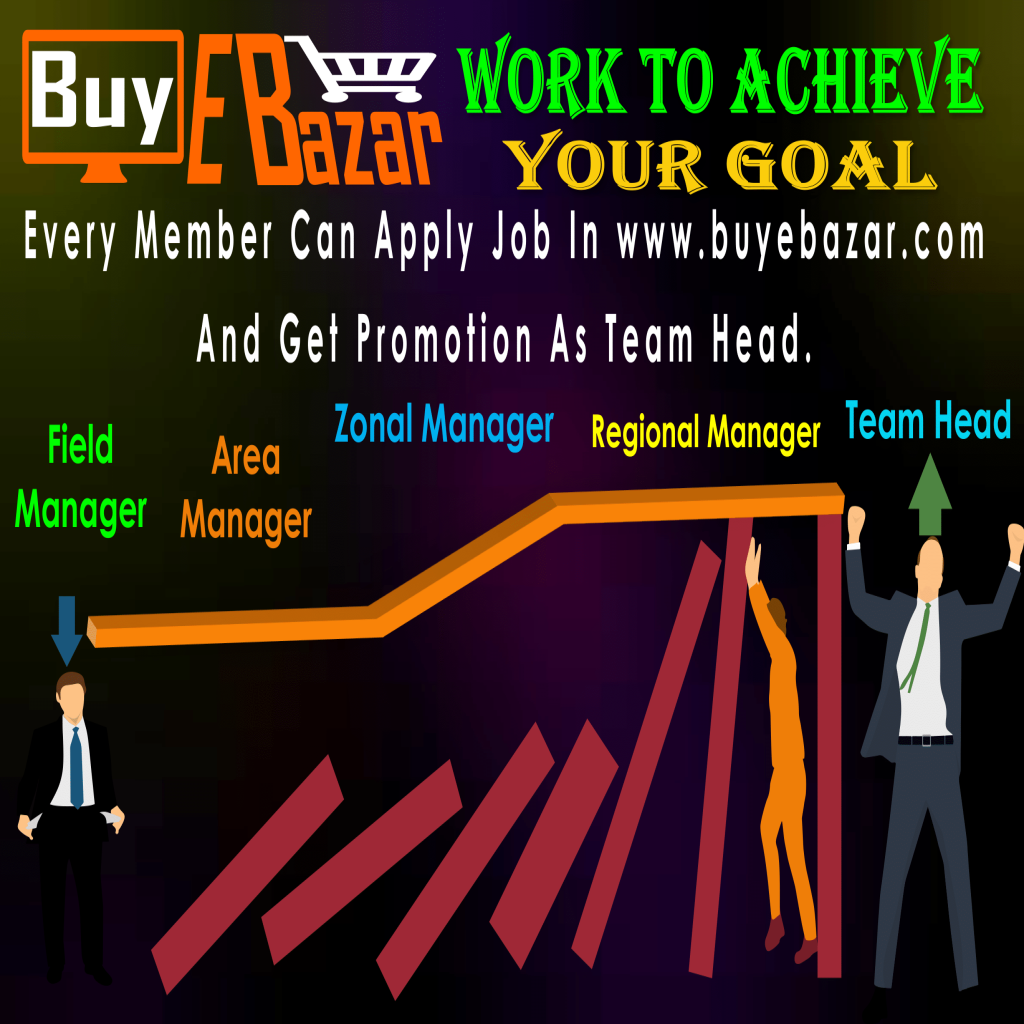 Buy E Bazar
WORK TO ACHIEVE
YOUR GOAL
Every Member Can Apply Job In www.buyebazar.com
And Get Promotion As Team Head.
Field
Manager
Area
Manager
Zonal Manager
Regional Manager
Team Head